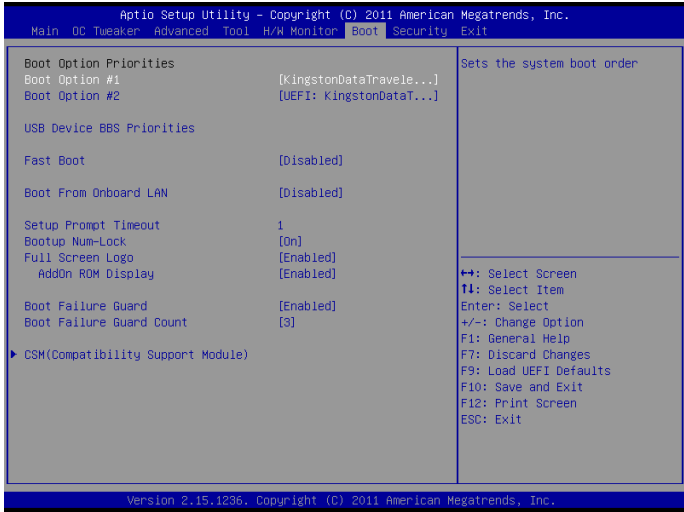 Aptio Setup Utility – Copyright (C) 2011 American Megatrends, Inc.
Main OC Tweaker Advanced Tool H/W Monitor Boot Security Exit
Boot Option Priorities
Boot Option #1 [KingstonDataTravele...]
Boot Option #2 [UEFI: KingstonDataT...]
USB Device BBS Priorities
Fast Boot [Disabled]
Boot From Onboard LAN [Disabled]
Setup Prompt Timeout 1
Bootup Num-Lock [On]
Full Screen Logo [Enabled]
AddOn ROM Display [Enabled]
Boot Failure Guard [Enabled]
Boot Failure Guard Count [3]
CSM(Compatibility Support Module)
Sets the system boot order
↔: Select Screen
↑↓: Select Item
Enter: Select
+/-: Change Option
F1: General Help
F7: Discard Changes
F9: Load UEFI Defaults
F10: Save and Exit
F12: Print Screen
ESC: Exit
Version 2.15.1236. Copyright (C) 2011 American Megatrends, Inc.